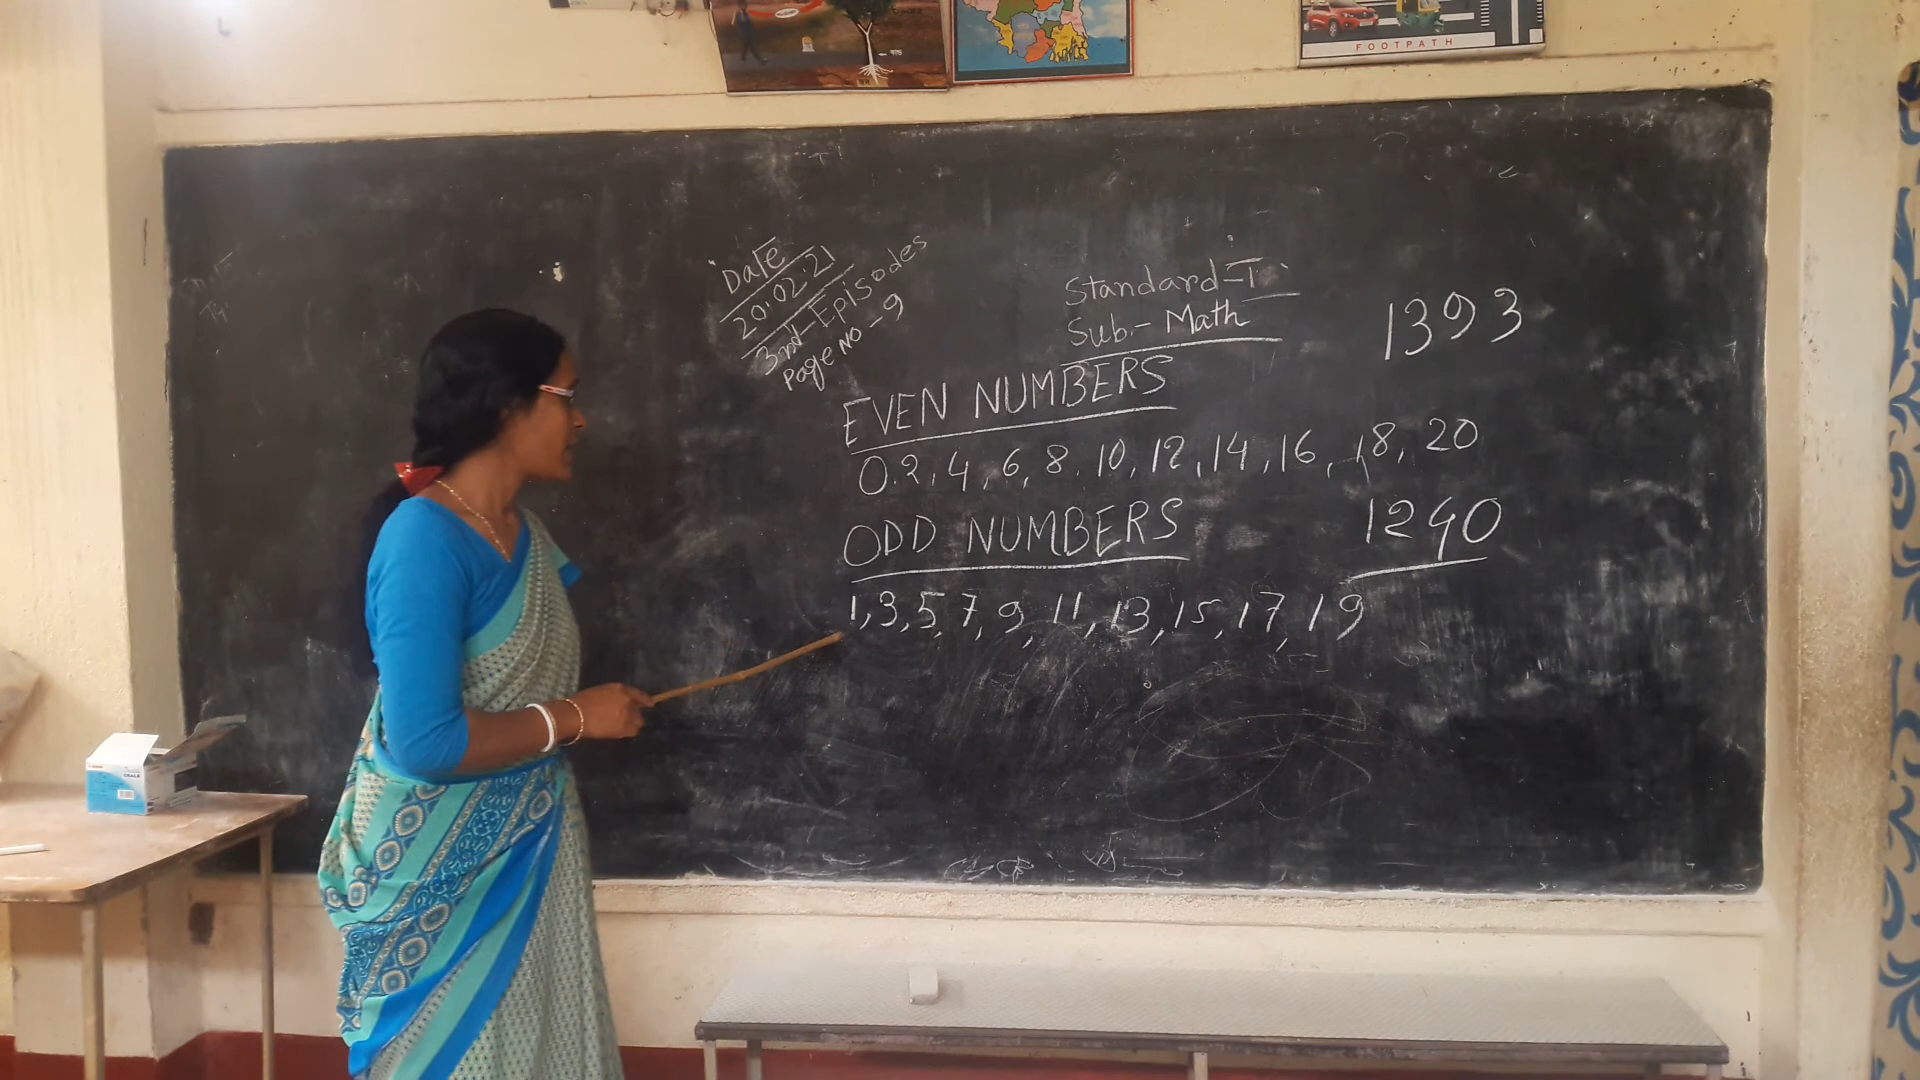 FOOTPATH
Date
20.02.21
3nd-Episodes
Page No-9
Standard-I
Sub.- Math
1393
EVEN NUMBERS
0.2,4,6,8.10,12,14,16,18,20
ODD NUMBERS
1240
1,3,5,7,9,11,13,15,17,19
CHALK